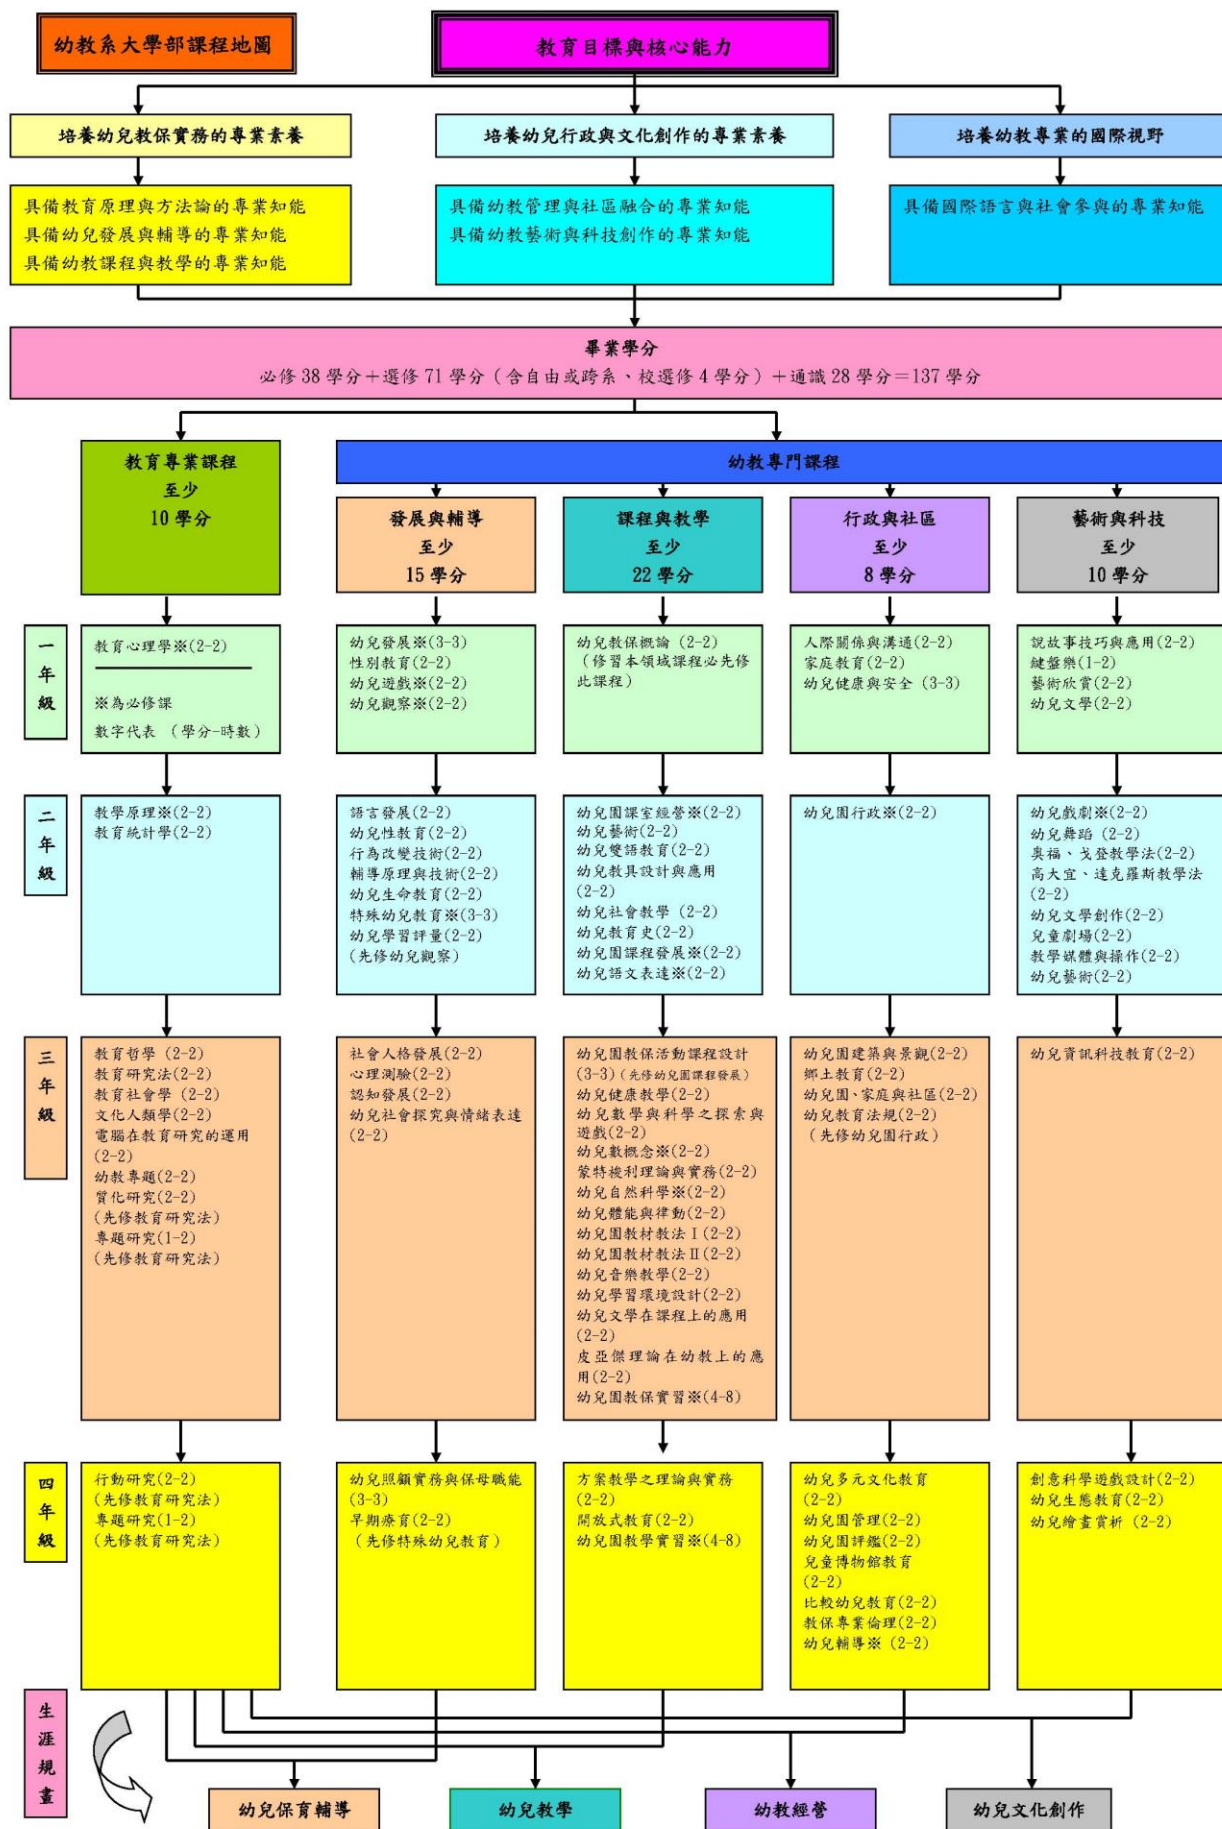 幼教系大學部課程地圖
教育目標與核心能力
培養幼兒教保實務的專業素養
培養幼兒行政與文化創作的專業素養
培養幼教專業的國際視野
具備教育原理與方法論的專業知能
具備幼兒發展與輔導的專業知能
具備幼教課程與教學的專業知能
具備幼教管理與社區融合的專業知能
具備幼教藝術與科技創作的專業知能
具備國際語言與社會參與的專業知能
畢業學分
必修 38 學分＋選修 71 學分（含自由或跨系、校選修 4 學分）＋通識 28 學分＝137 學分
教育專業課程
至少
10 學分
幼教專門課程
發展與輔導
至少
15 學分
課程與教學
至少
22 學分
行政與社區
至少
8 學分
藝術與科技
至少
10 學分
一年級
教育心理學※(2-2)
※為必修課
數字代表 （學分-時數）
幼兒發展※(3-3)
性別教育(2-2)
幼兒遊戲※(2-2)
幼兒觀察※(2-2)
幼兒教保概論 (2-2)
（修習本領域課程必先修
此課程）
人際關係與溝通(2-2)
家庭教育(2-2)
幼兒健康與安全 (3-3)
說故事技巧與應用(2-2)
鍵盤樂(1-2)
藝術欣賞(2-2)
幼兒文學(2-2)
二年級
教學原理※(2-2)
教育統計學(2-2)
語言發展(2-2)
幼兒性教育(2-2)
行為改變技術(2-2)
輔導原理與技術(2-2)
幼兒生命教育(2-2)
特殊幼兒教育※(3-3)
幼兒學習評量(2-2)
(先修幼兒觀察)
幼兒園課室經營※(2-2)
幼兒藝術(2-2)
幼兒雙語教育(2-2)
幼兒教具設計與應用
(2-2)
幼兒社會教學 (2-2)
幼兒教育史(2-2)
幼兒園課程發展※(2-2)
幼兒語文表達※(2-2)
幼兒園行政※(2-2)
幼兒戲劇※(2-2)
幼兒舞蹈 (2-2)
奧福、戈登教學法(2-2)
高大宜、達克羅斯教學法
(2-2)
幼兒文學創作(2-2)
兒童劇場(2-2)
教學媒體與操作(2-2)
幼兒藝術(2-2)
三年級
教育哲學 (2-2)
教育研究法(2-2)
教育社會學 (2-2)
文化人類學(2-2)
電腦在教育研究的運用
(2-2)
幼教專題(2-2)
質化研究(2-2)
(先修教育研究法)
專題研究(1-2)
(先修教育研究法)
社會人格發展(2-2)
心理測驗(2-2)
認知發展(2-2)
幼兒社會探究與情緒表達
(2-2)
幼兒園教保活動課程設計
(3-3)(先修幼兒園課程發展)
幼兒健康教學(2-2)
幼兒數學與科學之探索與
遊戲(2-2)
幼兒數概念※(2-2)
蒙特梭利理論與實務(2-2)
幼兒自然科學※(2-2)
幼兒體能與律動(2-2)
幼兒園教材教法Ⅰ(2-2)
幼兒園教材教法Ⅱ(2-2)
幼兒音樂教學(2-2)
幼兒學習環境設計(2-2)
幼兒文學在課程上的應用
(2-2)
皮亞傑理論在幼教上的應
用(2-2)
幼兒園教保實習※(4-8)
幼兒園建築與景觀(2-2)
鄉土教育(2-2)
幼兒園、家庭與社區(2-2)
幼兒教育法規(2-2)
（先修幼兒園行政）
幼兒資訊科技教育(2-2)
四年級
行動研究(2-2)
(先修教育研究法)
專題研究(1-2)
(先修教育研究法)
幼兒照顧實務與保母職能
(3-3)
早期療育(2-2)
（先修特殊幼兒教育）
方案教學之理論與實務
(2-2)
開放式教育(2-2)
幼兒園教學實習※(4-8)
幼兒多元文化教育
(2-2)
幼兒園管理(2-2)
幼兒園評鑑(2-2)
兒童博物館教育
(2-2)
比較幼兒教育(2-2)
教保專業倫理(2-2)
幼兒輔導※ (2-2)
創意科學遊戲設計(2-2)
幼兒生態教育(2-2)
幼兒繪畫賞析 (2-2)
生涯規畫
幼兒保育輔導
幼兒教學
幼教經營
幼兒文化創作